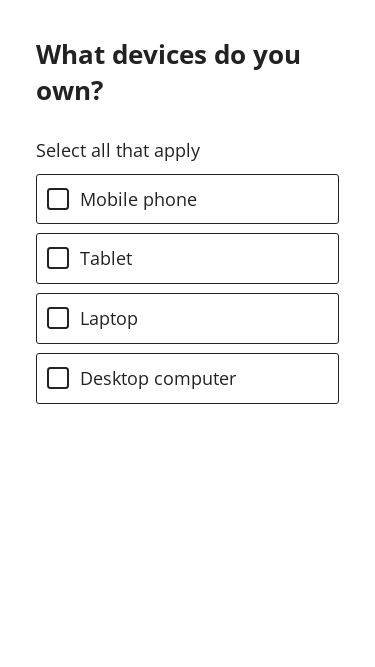 What devices do you
own?
Select all that apply
Mobile phone
Tablet
Laptop
Desktop computer